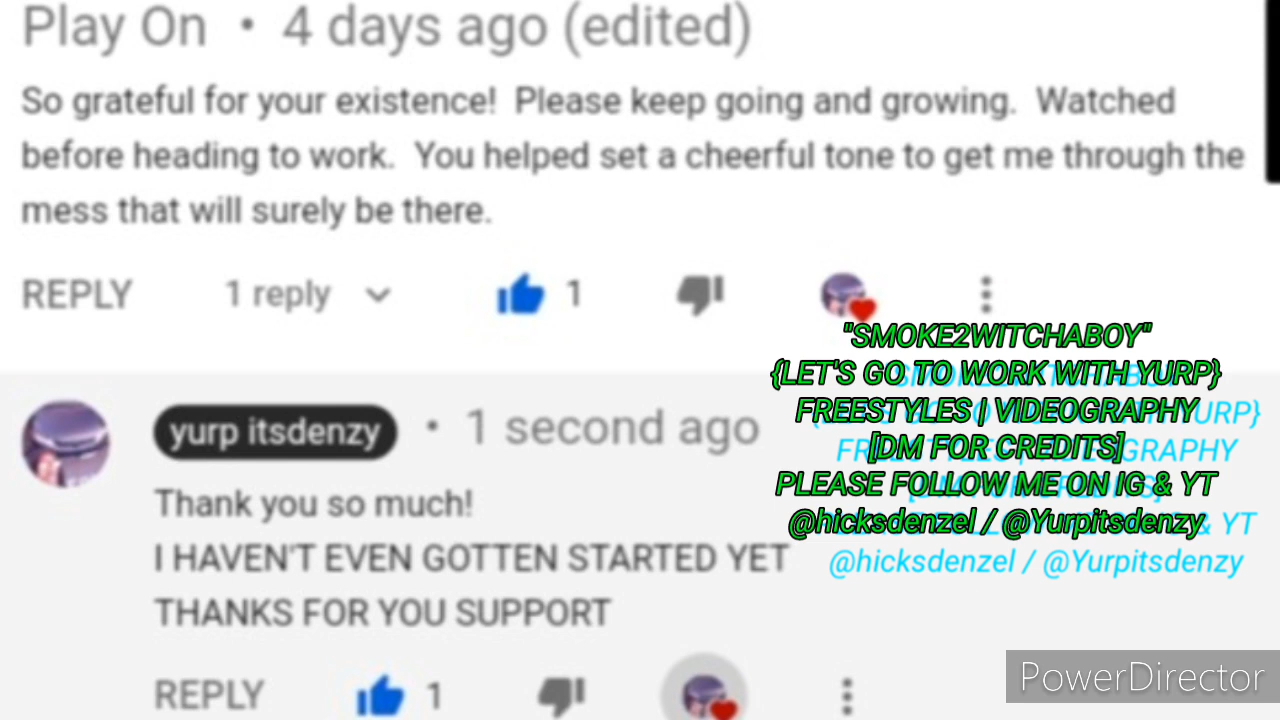 Play On • 4 days ago (edited)
So grateful for your existence!  Please keep going and growing.  Watched
before heading to work.  You helped set a cheerful tone to get me through the
mess that will surely be there.
REPLY 1 reply 1
"SMOKE2WITCHABOY"
{LET'S GO TO WORK WITH YURP}
FREESTYLES | VIDEOGRAPHY
[DM FOR CREDITS]
PLEASE FOLLOW ME ON IG & YT
@hicksdenzel / @Yurpitsdenzy
@hicksdenzel / @Yurpitsdenzy
yurp itsdenzy • 1 second ago
Thank you so much!
I HAVEN'T EVEN GOTTEN STARTED YET
THANKS FOR YOU SUPPORT
REPLY 1
PowerDirector